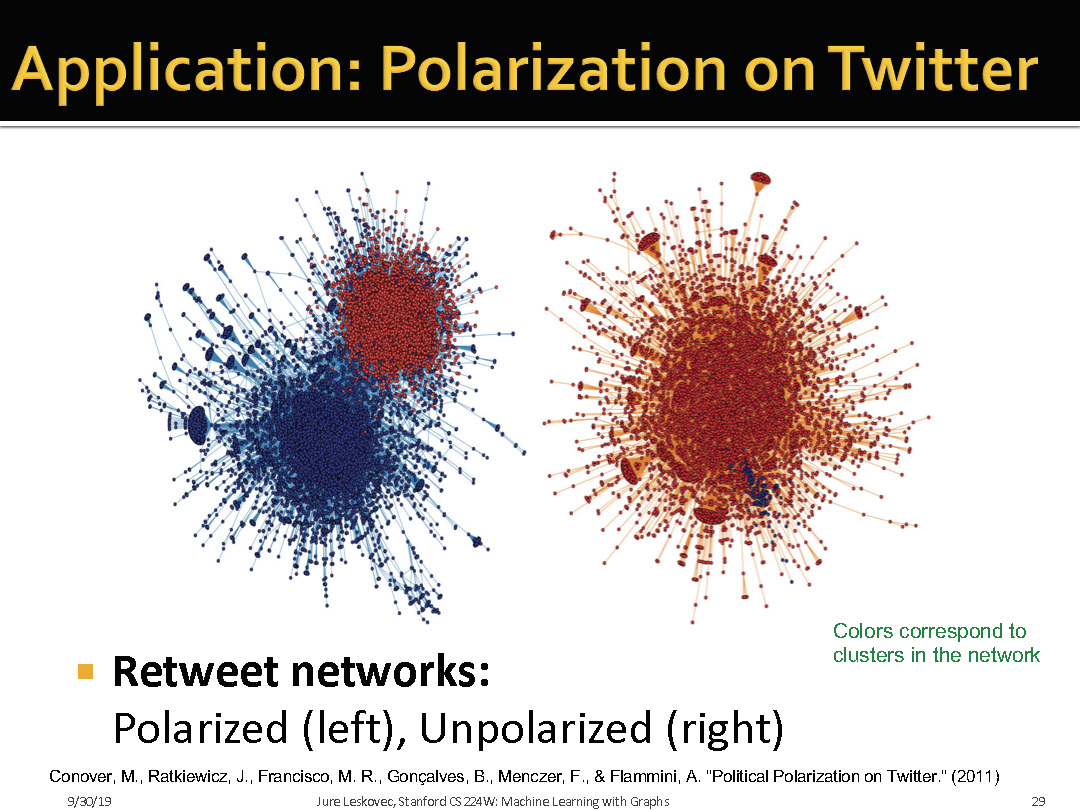 Application: Polarization on Twitter
Colors correspond to
clusters in the network
Retweet networks:
Polarized (left), Unpolarized (right)
Conover, M., Ratkiewicz, J., Francisco, M. R., Gonçalves, B., Menczer, F., & Flammini, A. "Political Polarization on Twitter." (2011)
9/30/19 Jure Leskovec, Stanford CS224W: Machine Learning with Graphs 29